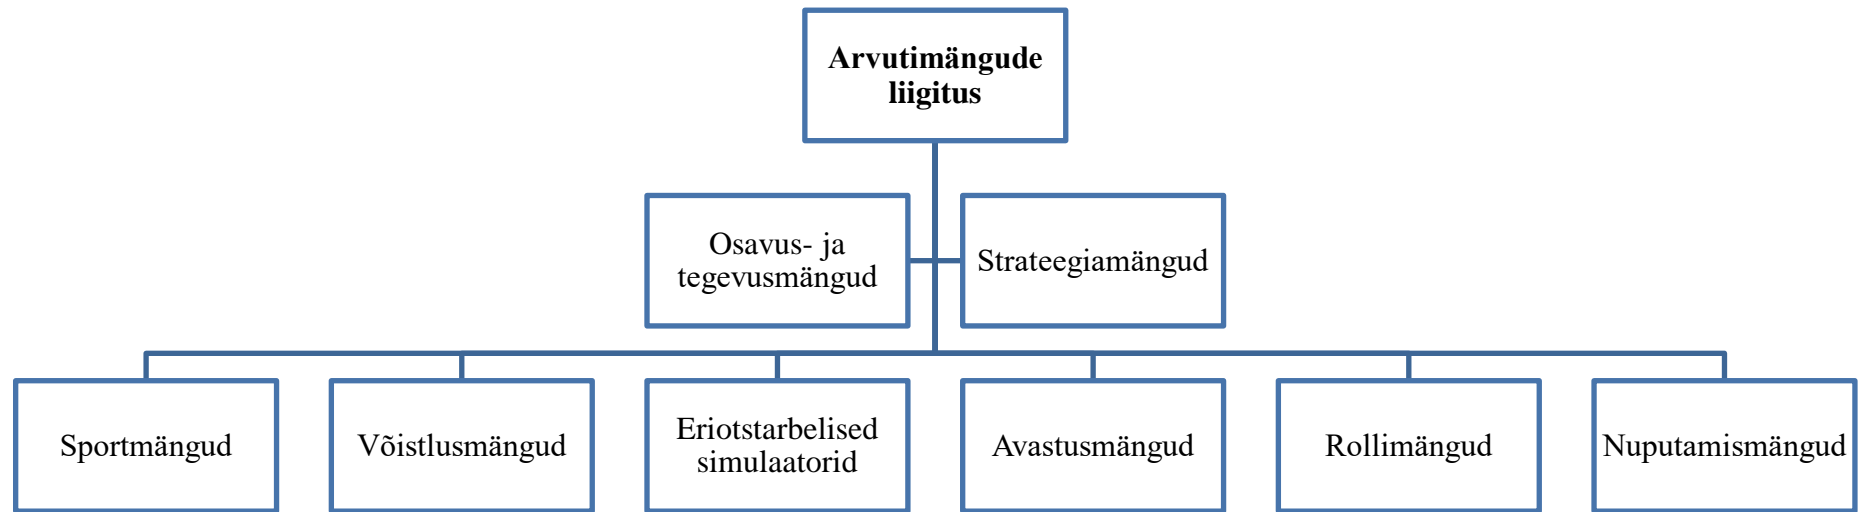 Arvutimängude
liigitus
Osavus- ja
tegevusmängud
Strateegiamängud
Sportmängud
Võistlusmängud
Eriotstarbelised
simulaatorid
Avastusmängud
Rollimängud
Nuputamismängud